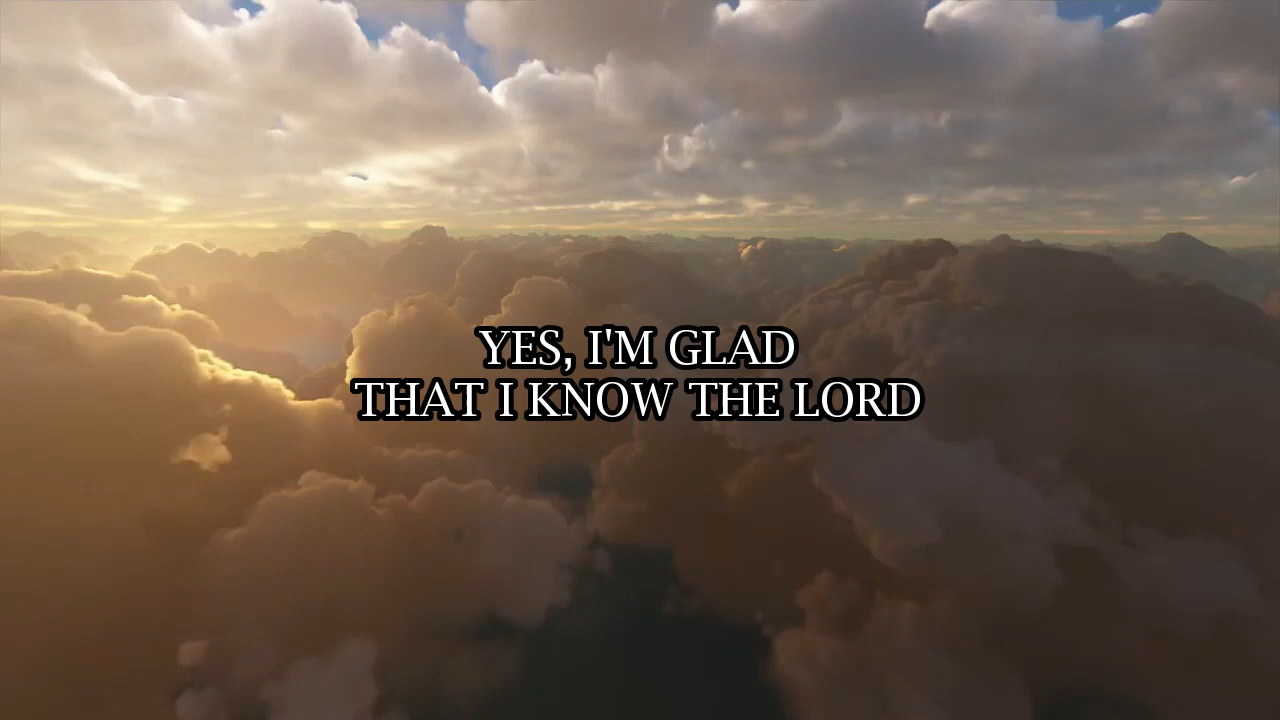 YES, I'M GLAD
THAT I KNOW THE LORD